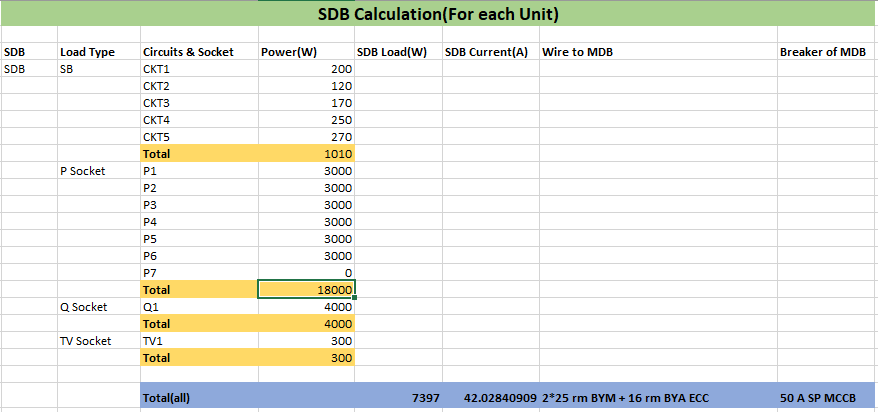 SDB Calculation(For each Unit)
SDB Load Type Circuits & Socket Power(W) SDB Load(W) SDB Current(A) Wire to MDB Breaker of MDB
SDB SB CKT1 200
CKT2 120
CKT3 170
CKT4 250
CKT5 270
Total 1010
P Socket P1 3000
P2 3000
P3 3000
P4 3000
P5 3000
P6 3000
P7 0
Total 18000
Q Socket Q1 4000
Total 4000
TV Socket TV1 300
Total 300
Total(all) 7397 42.02840909 2*25 rm BYM + 16 rm BYA ECC 50 A SP MCCB